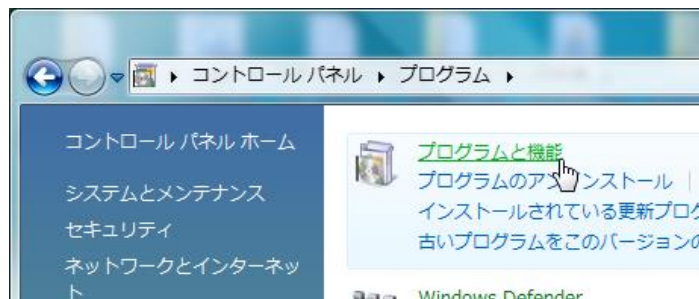 コントロール パネル ▸ プログラム ▸
コントロール パネル ホーム
システムとメンテナンス
セキュリティ
ネットワークとインターネッ
ト
プログラムと機能
プログラムのアンインストール |
インストールされている更新プログ
古いプログラムをこのバージョンの
Windows Defender